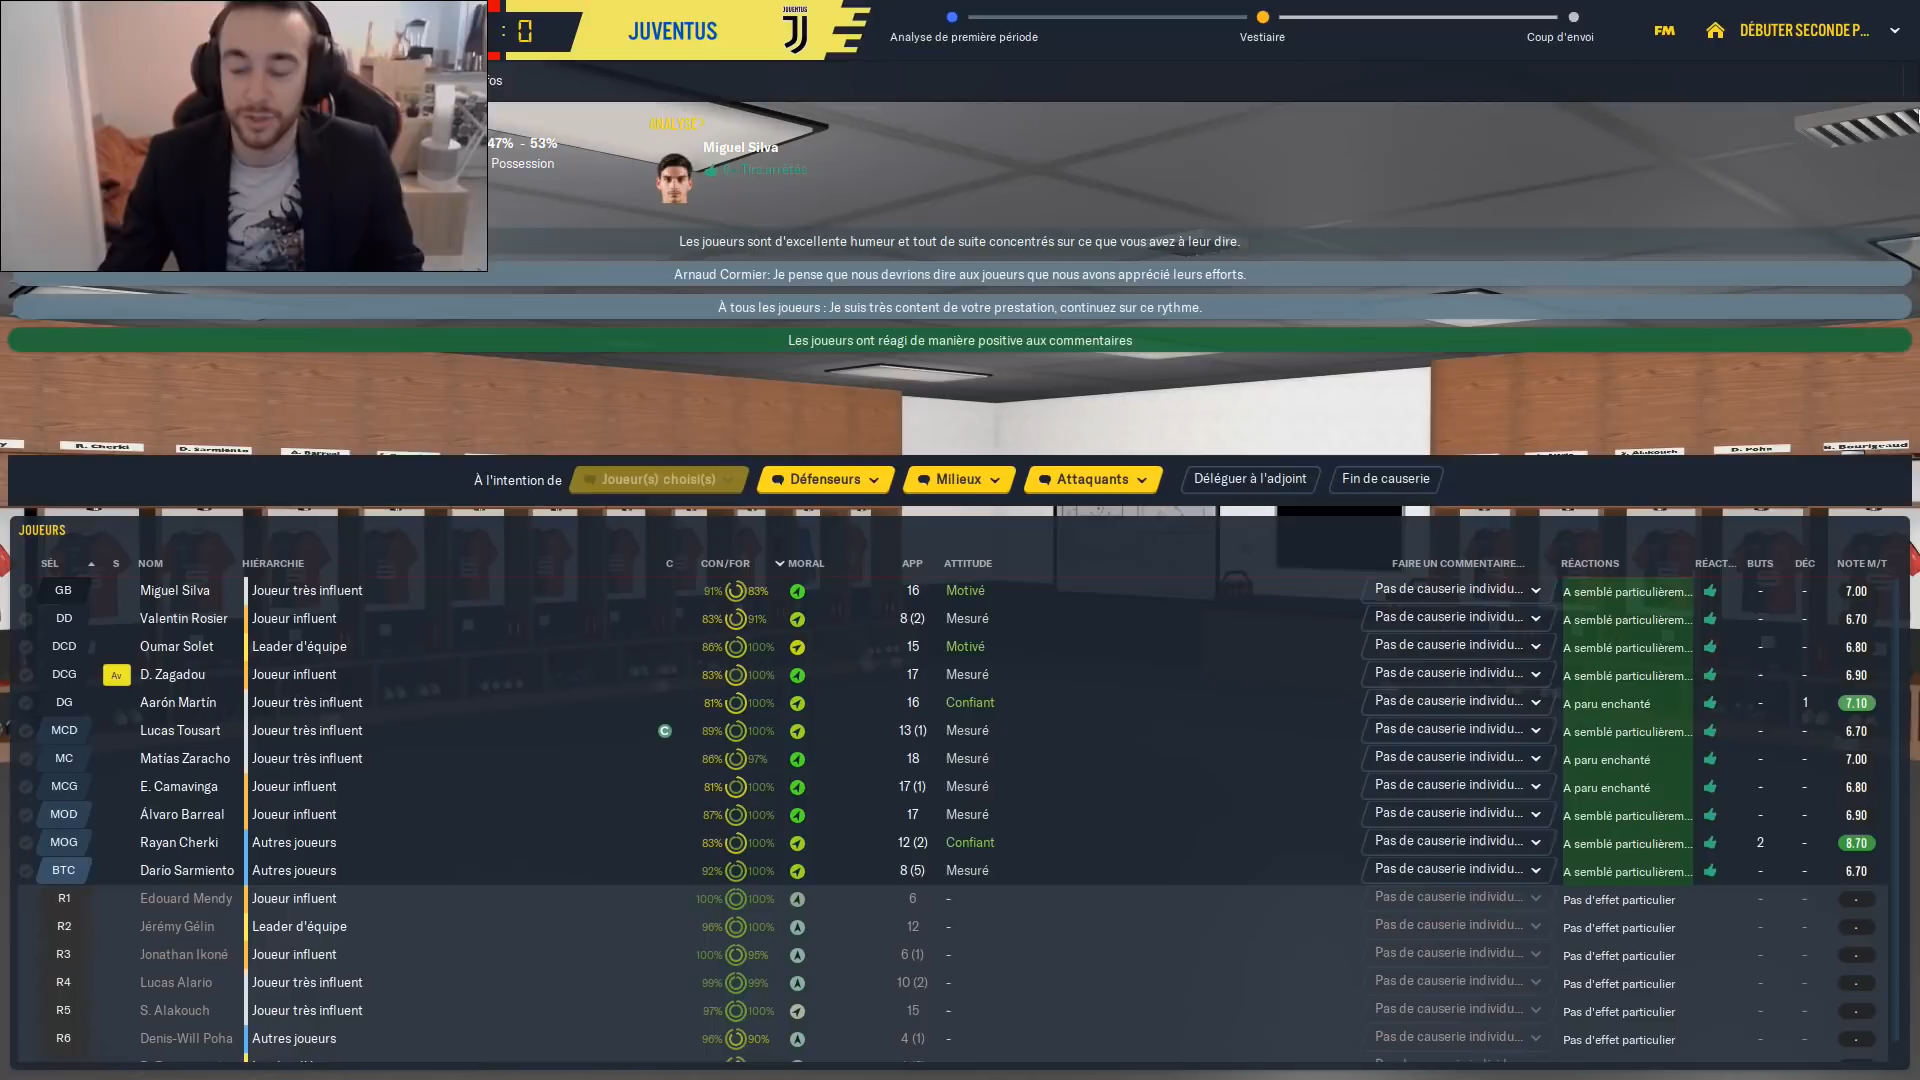 : 0 JUVENTUS JUVENTUS
Analyse de première période Vestiaire Coup d'envoi
FM DÉBUTER SECONDE P...
fos
47% - 53%
Possession
ANALYSE
Miguel Silva
Tirs arrêtés
Les joueurs sont d'excellente humeur et tout de suite concentrés sur ce que vous avez à leur dire.
Arnaud Cormier: Je pense que nous devrions dire aux joueurs que nous avons apprécié leurs efforts.
À tous les joueurs : Je suis très content de votre prestation, continuez sur ce rythme.
Les joueurs ont réagi de manière positive aux commentaires
R. Cherki D. Sarmiento A. Barreal S. Alakouch D. Poha B. Bourigeaud
À l'intention de Joueur(s) choisi(s) Défenseurs Milieux Attaquants Déléguer à l'adjoint Fin de causerie
JOUEURS
SÉL S NOM HIÉRARCHIE C CON/FOR MORAL APP ATTITUDE FAIRE UN COMMENTAIRE... RÉACTIONS RÉACT... BUTS DÉC NOTE M/T
GB Miguel Silva Joueur très influent 91% 83% 16 Motivé Pas de causerie individu... A semblé particulièrem... - - 7.00
DD Valentin Rosier Joueur influent 83% 91% 8 (2) Mesuré Pas de causerie individu... A semblé particulièrem... - - 6.70
DCD Oumar Solet Leader d'équipe 86% 100% 15 Motivé Pas de causerie individu... A semblé particulièrem... - - 6.80
DCG Av D. Zagadou Joueur influent 83% 100% 17 Mesuré Pas de causerie individu... A semblé particulièrem... - - 6.90
DG Aarón Martín Joueur très influent 81% 100% 16 Confiant Pas de causerie individu... A paru enchanté - 1 7.10
MCD Lucas Tousart Joueur très influent C 89% 100% 13 (1) Mesuré Pas de causerie individu... A semblé particulièrem... - - 6.70
MC Matías Zaracho Joueur très influent 86% 97% 18 Mesuré Pas de causerie individu... A paru enchanté - - 7.00
MCG E. Camavinga Joueur influent 81% 100% 17 (1) Mesuré Pas de causerie individu... A paru enchanté - - 6.80
MOD Álvaro Barreal Joueur influent 87% 100% 17 Mesuré Pas de causerie individu... A semblé particulièrem... - - 6.90
MOG Rayan Cherki Autres joueurs 83% 100% 12 (2) Confiant Pas de causerie individu... A semblé particulièrem... 2 - 8.70
BTC Darío Sarmiento Autres joueurs 92% 100% 8 (5) Mesuré Pas de causerie individu... A semblé particulièrem... - - 6.70
R1 Edouard Mendy Joueur influent 100% 100% 6 - Pas de causerie individu... Pas d'effet particulier - - -
R2 Jérémy Gélin Leader d'équipe 96% 100% 12 - Pas de causerie individu... Pas d'effet particulier - - -
R3 Jonathan Ikoné Joueur influent 100% 95% 6 (1) - Pas de causerie individu... Pas d'effet particulier - - -
R4 Lucas Alario Joueur très influent 99% 99% 10 (2) - Pas de causerie individu... Pas d'effet particulier - - -
R5 S. Alakouch Joueur très influent 97% 100% 15 - Pas de causerie individu... Pas d'effet particulier - - -
R6 Denis-Will Poha Autres joueurs 96% 90% 4 (1) - Pas de causerie individu... Pas d'effet particulier - - -